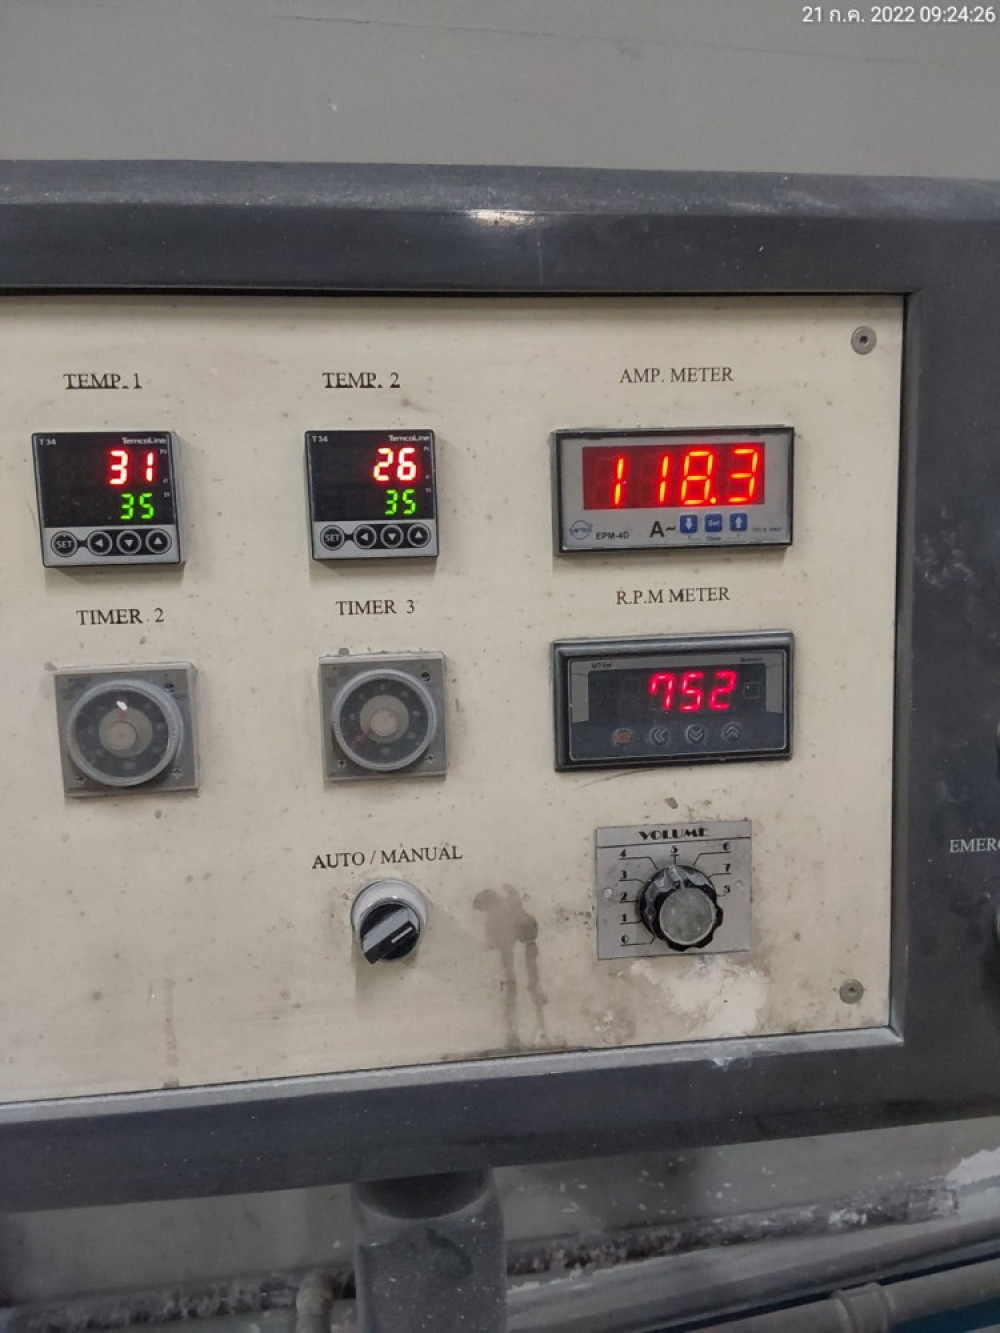 21 ก.ค. 2022 09:24:26
TEMP. 1
TEMP. 2
AMP. METER
T34 TemcoLine
31
35
SET
T34 TemcoLine
26
35
SET
118.3
EPM-4D A~ Set
Clear
TIMER 2
TIMER 3
R.P.M METER
752
AUTO / MANUAL
VOLUME
4 5 6
3 7
2
1
0
EMER